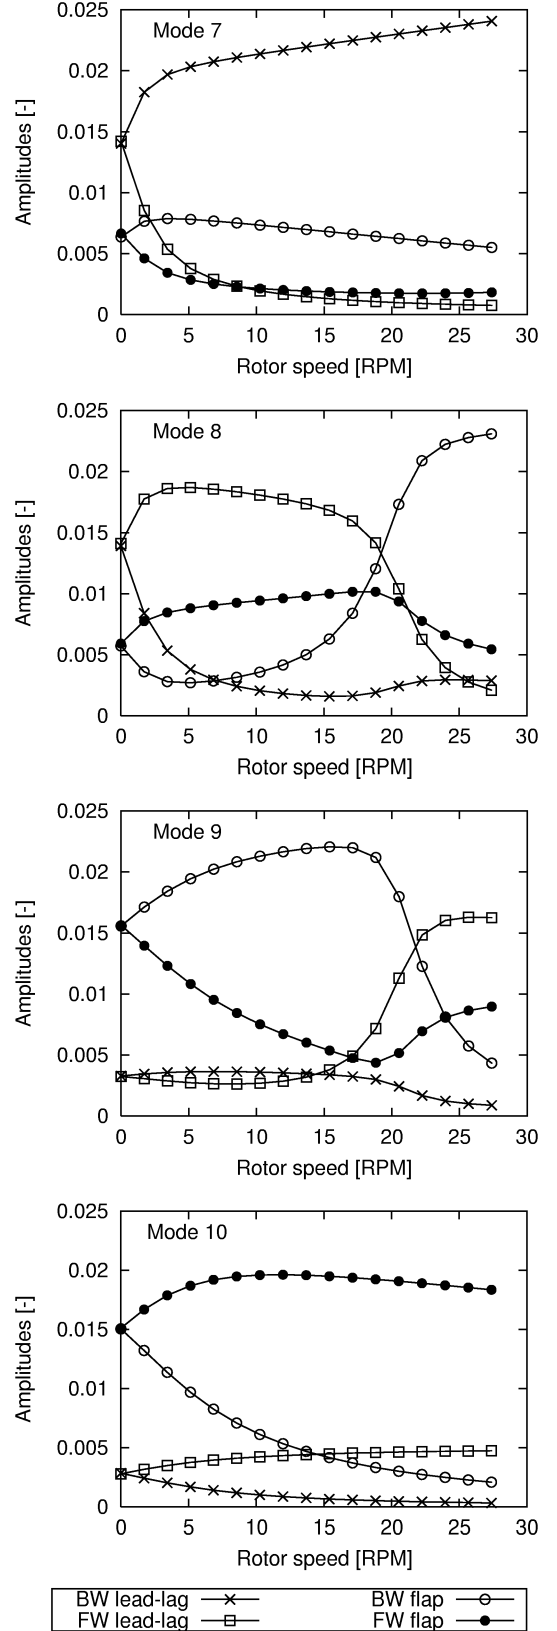 0.025
Mode 7
0.02
0.015
0.01
0.005
0
Amplitudes [-]
0 5 10 15 20 25 30
Rotor speed [RPM]
0.025
Mode 8
0.02
0.015
0.01
0.005
0
Amplitudes [-]
0 5 10 15 20 25 30
Rotor speed [RPM]
0.025
Mode 9
0.02
0.015
0.01
0.005
0
Amplitudes [-]
0 5 10 15 20 25 30
Rotor speed [RPM]
0.025
Mode 10
0.02
0.015
0.01
0.005
0
Amplitudes [-]
0 5 10 15 20 25 30
Rotor speed [RPM]
BW lead-lag BW flap
FW lead-lag FW flap